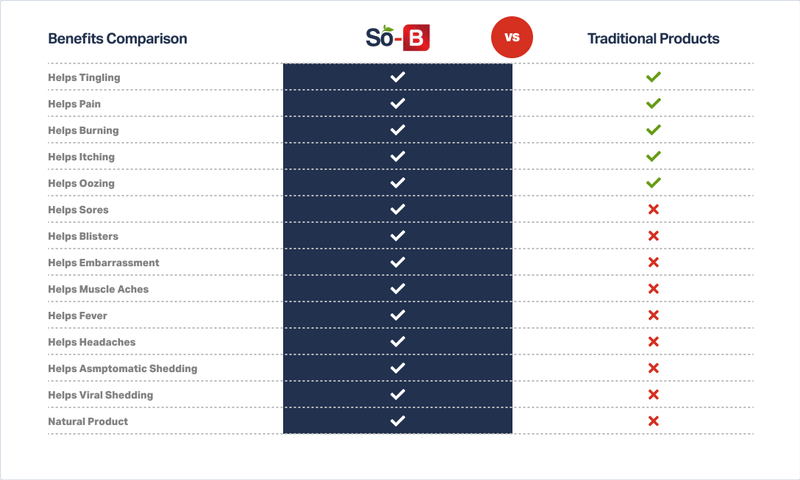 Benefits Comparison
So-B
VS
Traditional Products
Helps Tingling
Helps Pain
Helps Burning
Helps Itching
Helps Oozing
Helps Sores
Helps Blisters
Helps Embarrassment
Helps Muscle Aches
Helps Fever
Helps Headaches
Helps Asmptomatic Shedding
Helps Viral Shedding
Natural Product